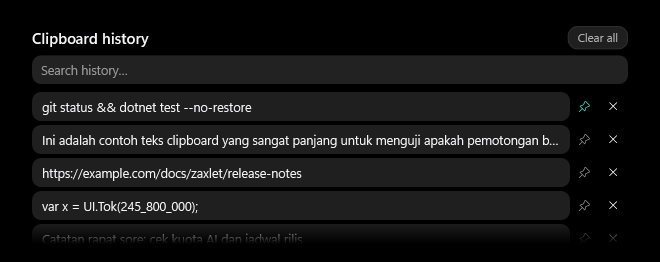 Clipboard history
Clear all
Search history...
git status && dotnet test --no-restore
Ini adalah contoh teks clipboard yang sangat panjang untuk menguji apakah pemotongan b...
https://example.com/docs/zaxlet/release-notes
var x = UI.Tok(245_800_000);
Catatan rapat sore: cek kuota AI dan jadwal rilis